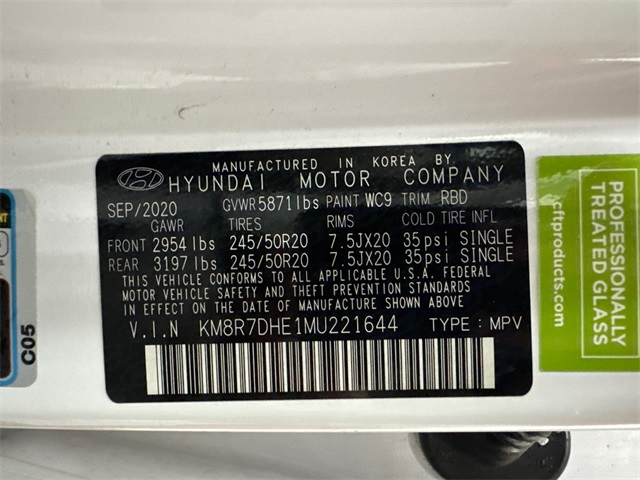 MANUFACTURED IN KOREA BY
HYUNDAI MOTOR COMPANY
SEP/2020 GVWR 5871 lbs PAINT WC9 TRIM RBD
GAWR TIRES RIMS COLD TIRE INFL
FRONT 2954 lbs 245/50R20 7.5JX20 35psi SINGLE
REAR 3197 lbs 245/50R20 7.5JX20 35psi SINGLE
THIS VEHICLE CONFORMS TO ALL APPLICABLE U.S.A. FEDERAL
MOTOR VEHICLE SAFETY AND THEFT PREVENTION STANDARDS
IN EFFECT ON THE DATE OF MANUFACTURE SHOWN ABOVE
V.I.N KM8R7DHE1MU221644 TYPE : MPV
C05
PROFESSIONALLY
TREATED GLASS
cftproducts.com